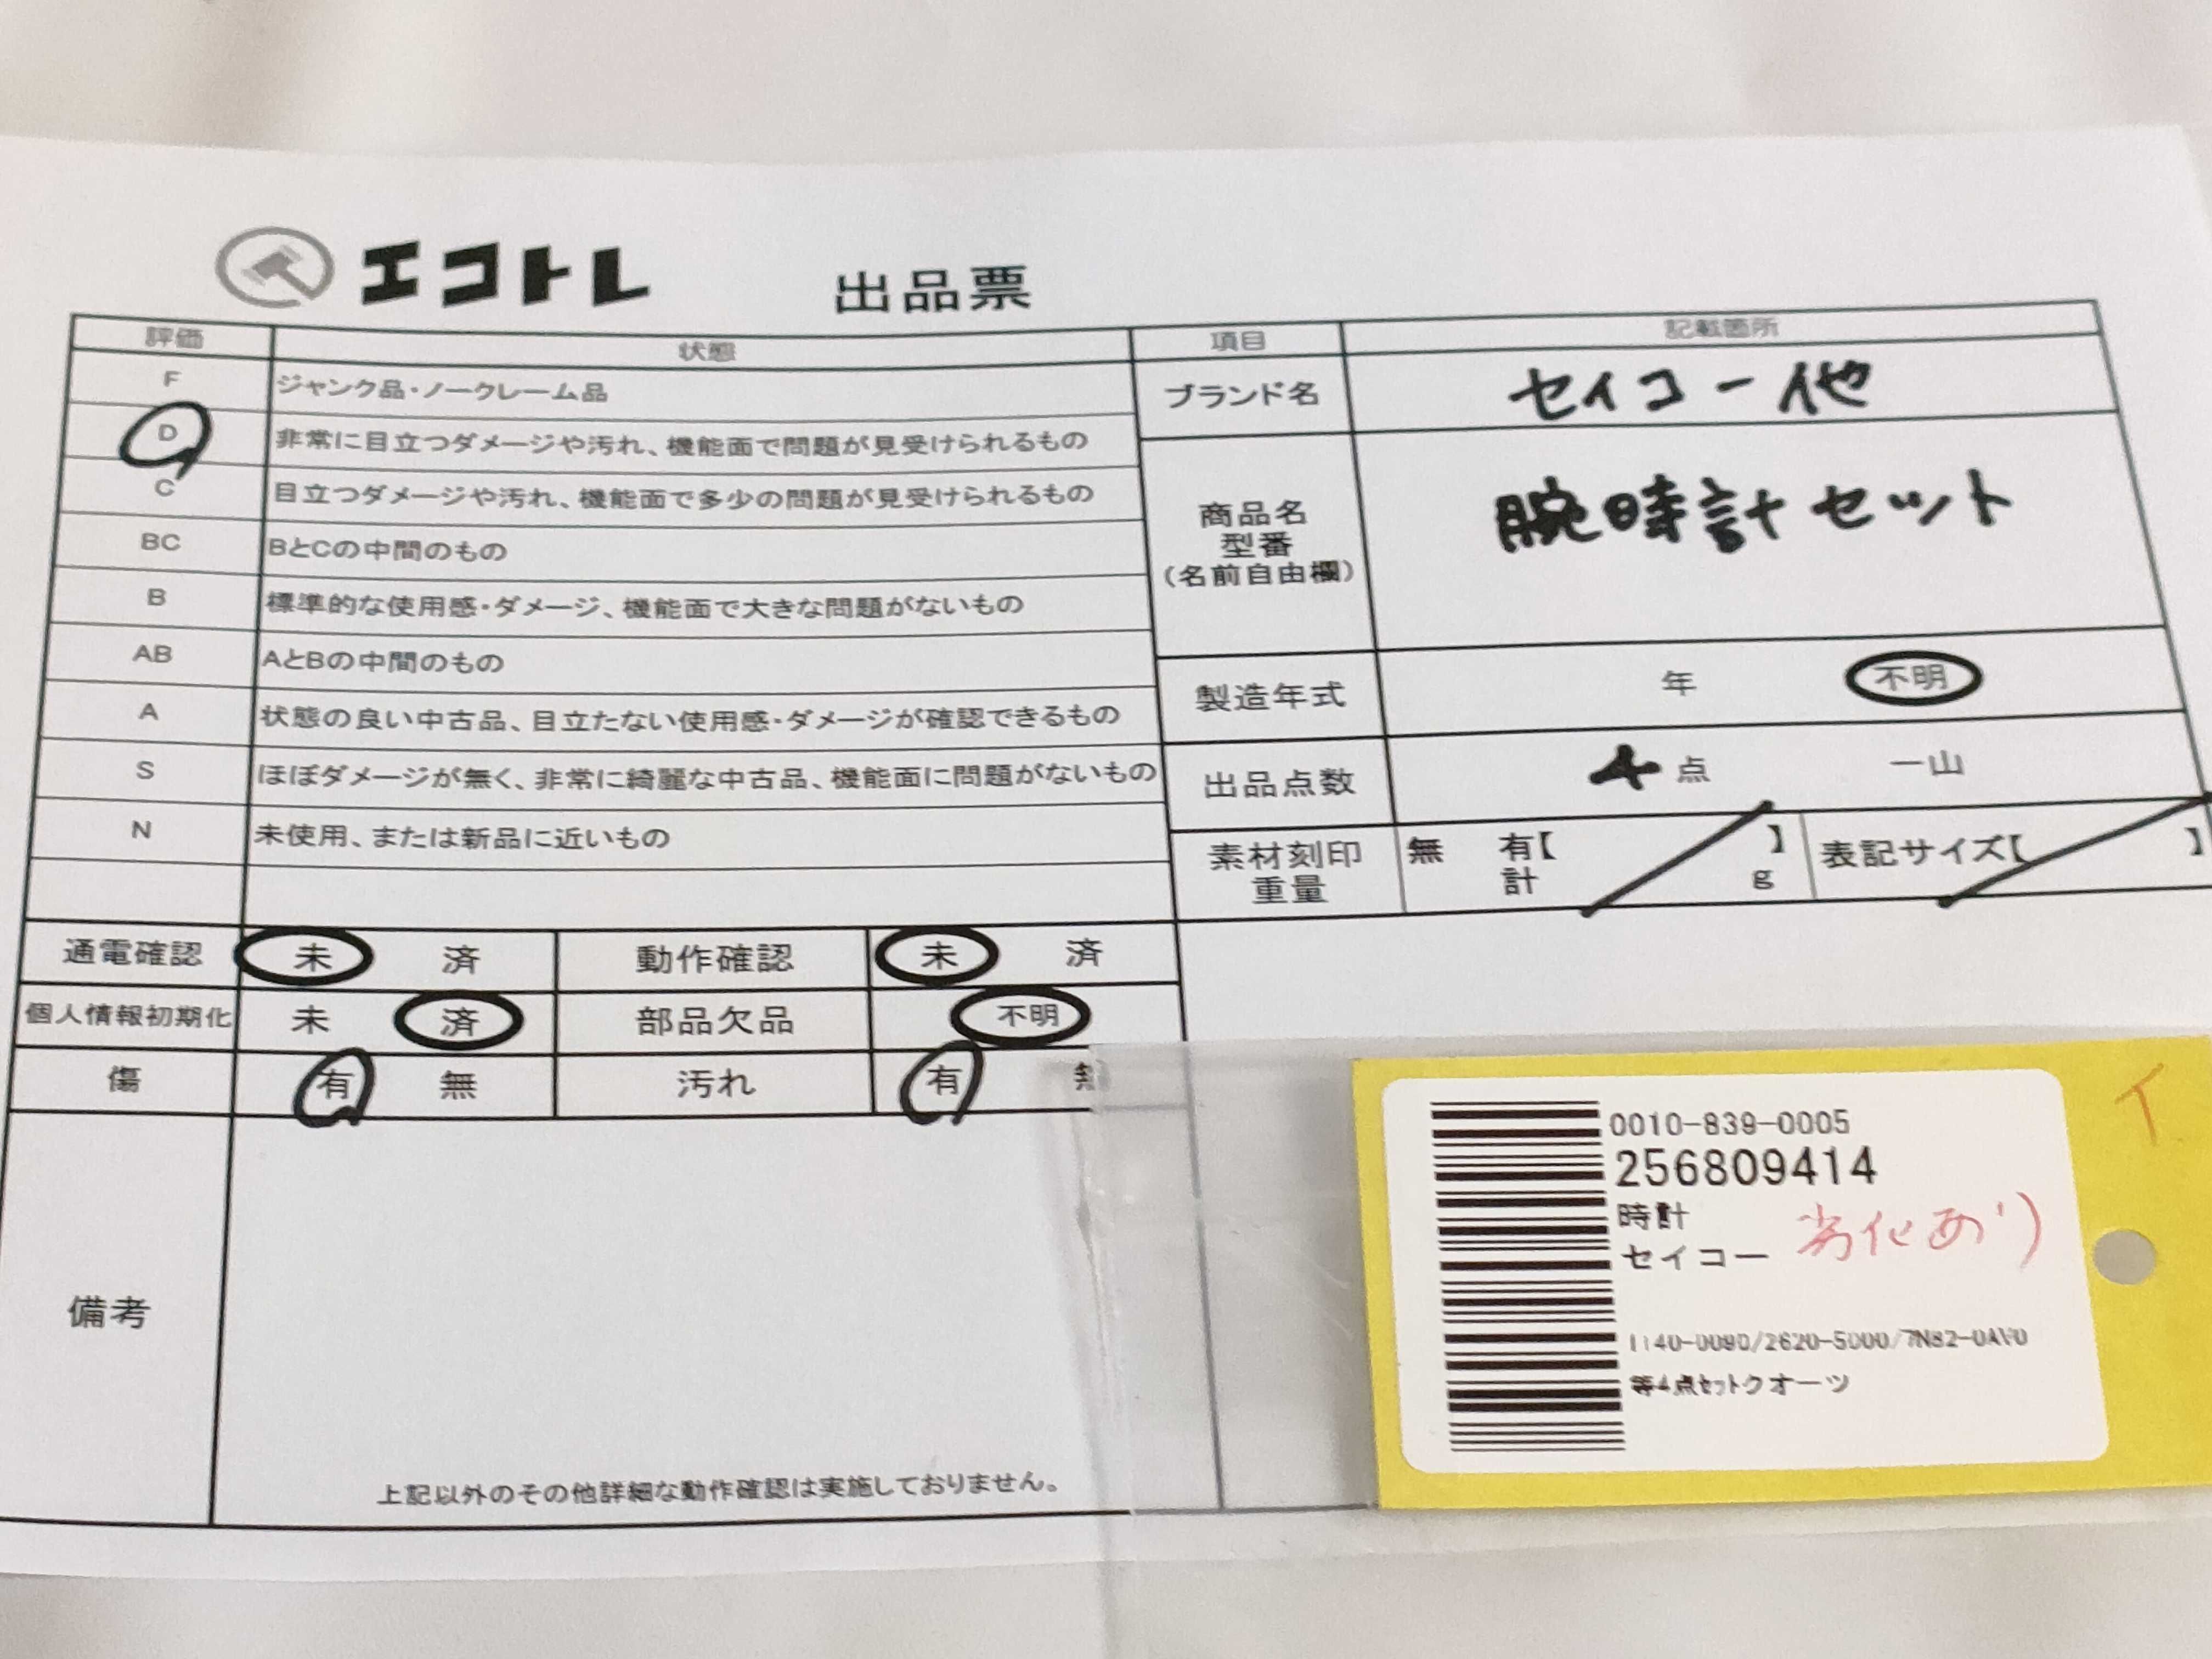 エコトレ 出品票
評価 状態 項目 記載箇所
F ジャンク品・ノークレーム品
D 非常に目立つダメージや汚れ、機能面で問題が見受けられるもの
C 目立つダメージや汚れ、機能面で多少の問題が見受けられるもの
BC BとCの中間のもの
B 標準的な使用感・ダメージ、機能面で大きな問題がないもの
AB AとBの中間のもの
A 状態の良い中古品、目立たない使用感・ダメージが確認できるもの
S ほぼダメージが無く、非常に綺麗な中古品、機能面に問題がないもの
N 未使用、または新品に近いもの
ブランド名 セイコー他
商品名
型番
(名前自由欄)
腕時計セット
製造年式 年 不明
出品点数 4 点 一山
素材刻印
重量
無 有【 】
計 g
表記サイズ【 】
通電確認 未 済 動作確認 未 済
個人情報初期化 未 済 部品欠品 不明
傷 有 無 汚れ 有
備考
上記以外のその他詳細な動作確認は実施しておりません。
イ
0010-839-0005
256809414
時計
セイコー 劣化あり
1140-0090/2620-5000/7N82-0AV0
等4点セットクオーツ